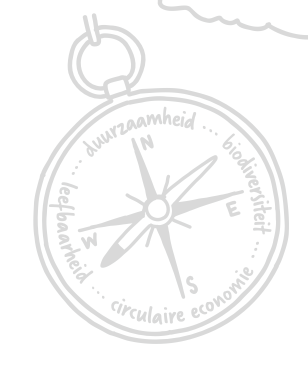 duurzaamheid ...
biodiversiteit ...
circulaire economie ...
leefbaarheid ...
N
E
S
W